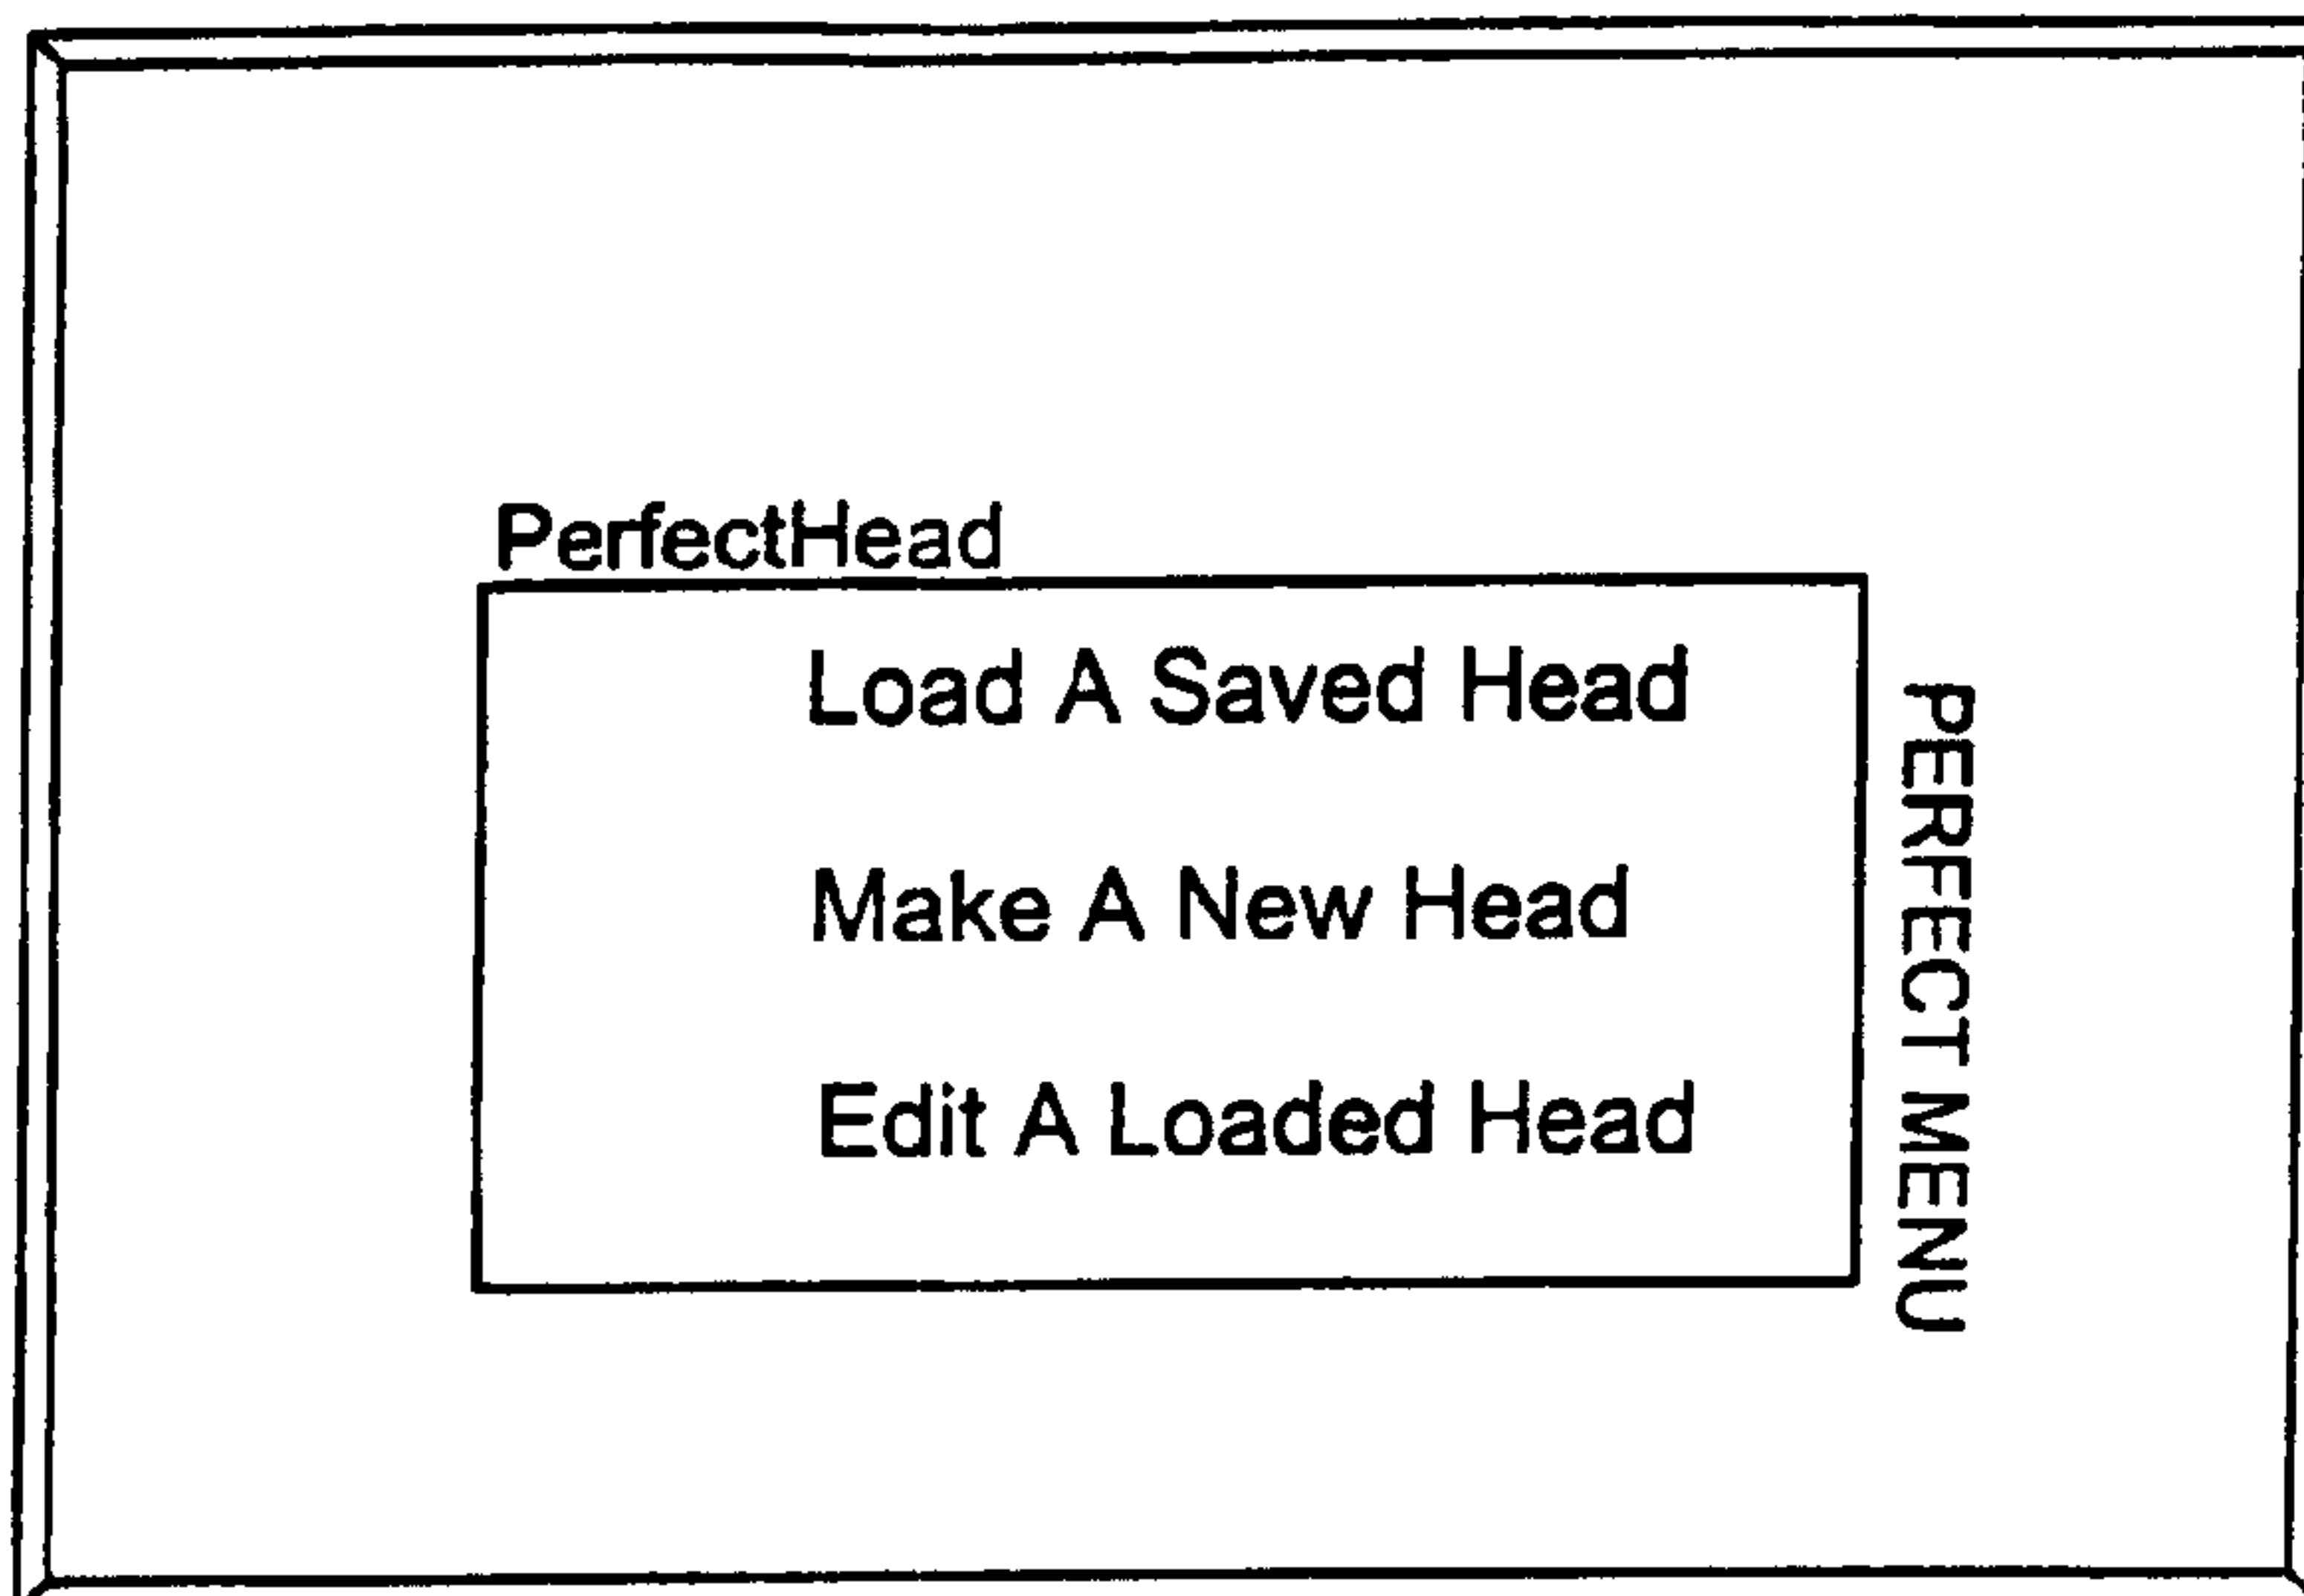 PerfectHead
Load A Saved Head
Make A New Head
Edit A Loaded Head
PERFECT MENU